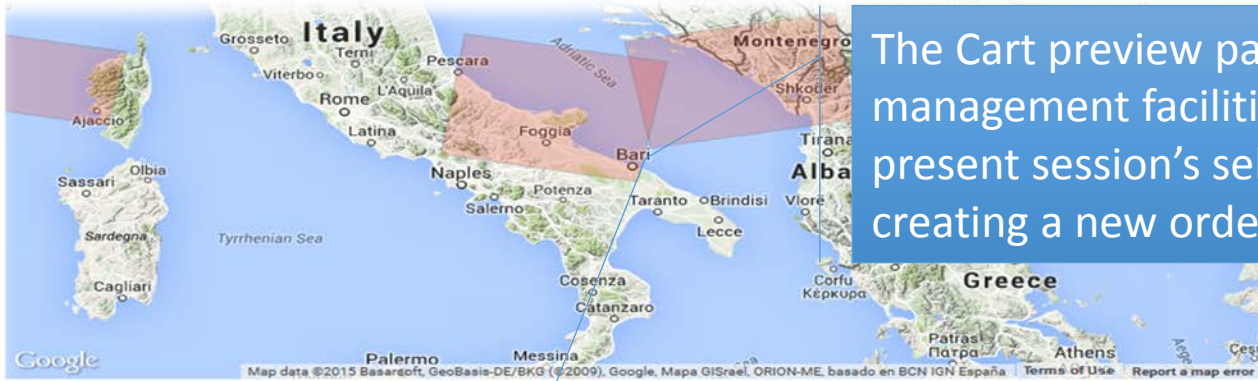 Italy
Grosseto
Terni
Viterbo
L'Aquila
Pescara
Rome
Latina
Adriatic Sea
Montenegro
Shkodër
Ajaccio
Foggia
Bari
Tirana
Olbia
Sassari
Naples
Potenza
Salerno
Taranto
Brindisi
Lecce
Vlorë
Alba
Sardegna
Tyrrhenian Sea
Cagliari
Cosenza
Catanzaro
Corfu
Κέρκυρα
Greece
Palermo
Messina
Patras
Πάτρα
Athens
Google
Map data ©2015 Basarsoft, GeoBasis-DE/BKG (©2009), Google, Mapa GISrael, ORION-ME, basado en BCN IGN España
Terms of Use
Report a map error
The Cart preview pa
management faciliti
present session's se
creating a new orde